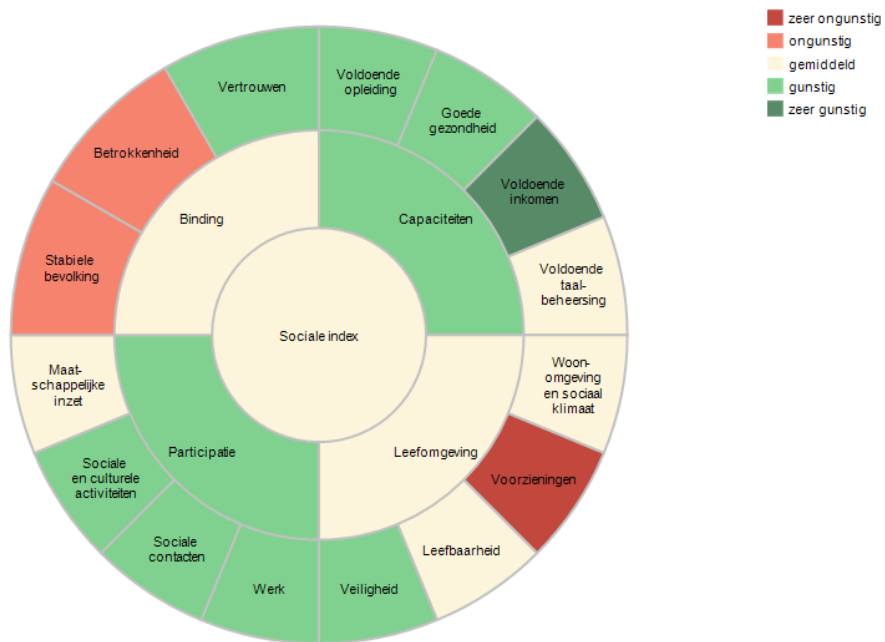 zeer ongunstig
ongunstig
gemiddeld
gunstig
zeer gunstig
Vertrouwen
Voldoende
opleiding
Goede
gezondheid
Betrokkenheid
Voldoende
inkomen
Binding
Capaciteiten
Stabiele
bevolking
Voldoende
taal-
beheersing
Sociale index
Maat-
schappelijke
inzet
Woon-
omgeving
en sociaal
klimaat
Participatie
Leefomgeving
Sociale
en culturele
activiteiten
Voorzieningen
Sociale
contacten
Leefbaarheid
Werk
Veiligheid